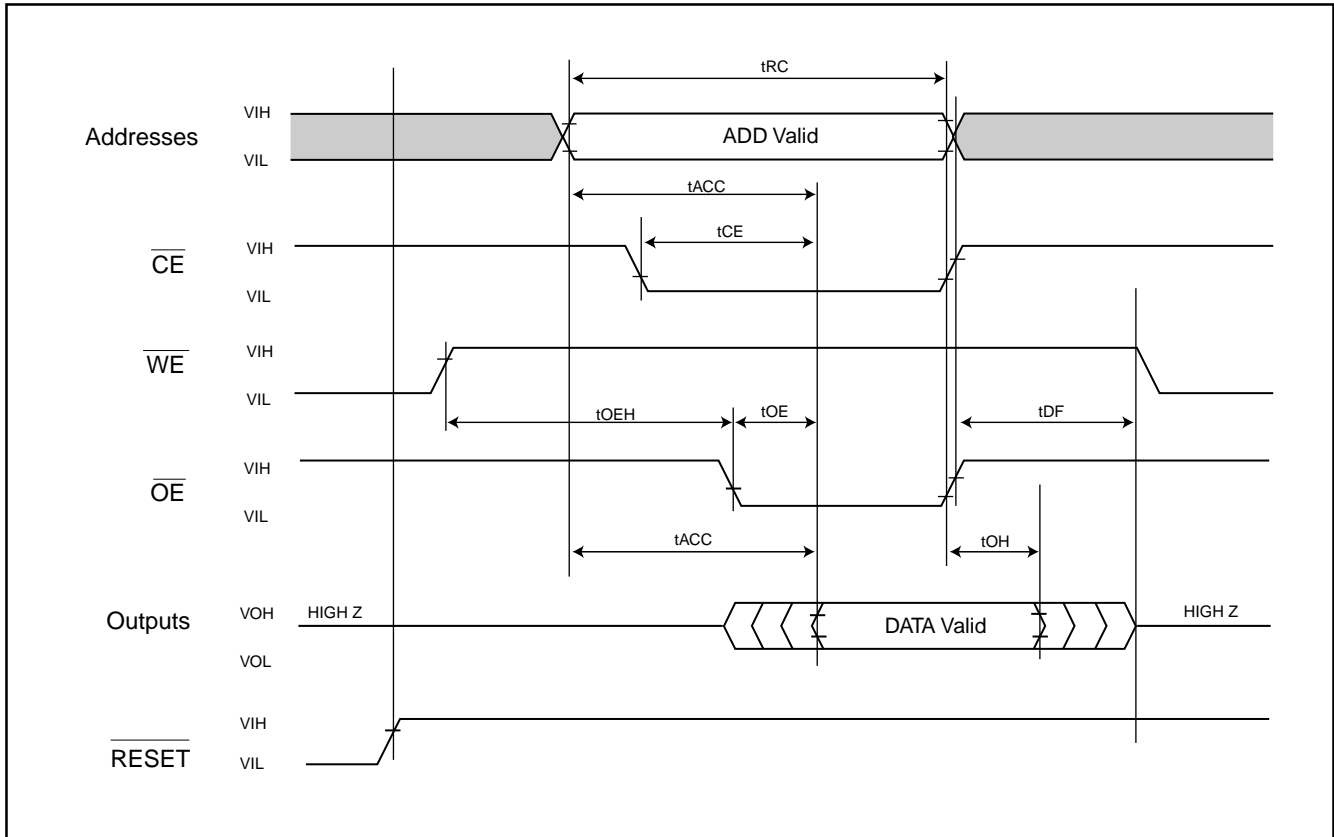 tRC
VIH
Addresses
ADD Valid
VIL
tACC
tCE
VIH
CE
VIL
VIH
WE
VIL
tOEH
tOE
tDF
VIH
OE
VIL
tACC
tOH
VOH
HIGH Z
Outputs
DATA Valid
HIGH Z
VOL
VIH
RESET
VIL